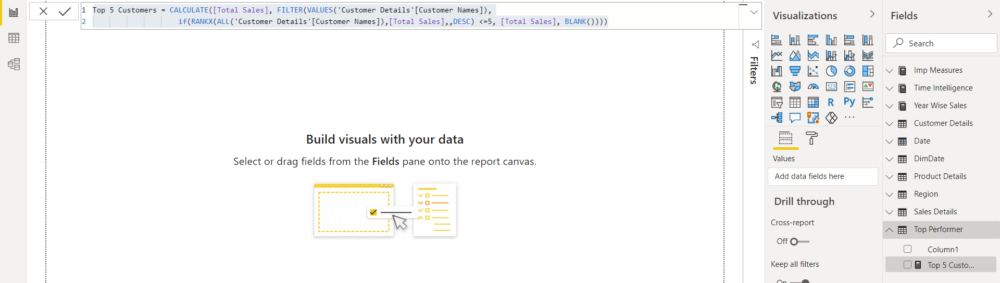 1 Top 5 Customers = CALCULATE([Total Sales], FILTER(VALUES('Customer Details'[Customer Names]),
2 if(RANKX(ALL('Customer Details'[Customer Names]),[Total Sales],,DESC) <=5, [Total Sales], BLANK())))
Build visuals with your data
Select or drag fields from the Fields pane onto the report canvas.
Filters
Visualizations
123
R
Py
Values
Add data fields here
Drill through
Cross-report
Off
Keep all filters
On
Fields
Search
Imp Measures
Time Intelligence
Year Wise Sales
Customer Details
Date
DimDate
Product Details
Region
Sales Details
Top Performer
Column1
Top 5 Custo...